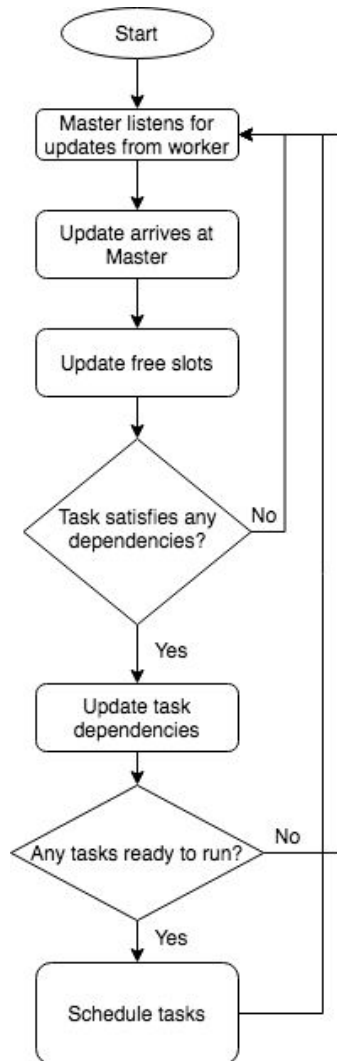 Start
Master listens for
updates from worker
Update arrives at
Master
Update free slots
Task satisfies any
dependencies?
No
Yes
Update task
dependencies
Any tasks ready to run?
No
Yes
Schedule tasks